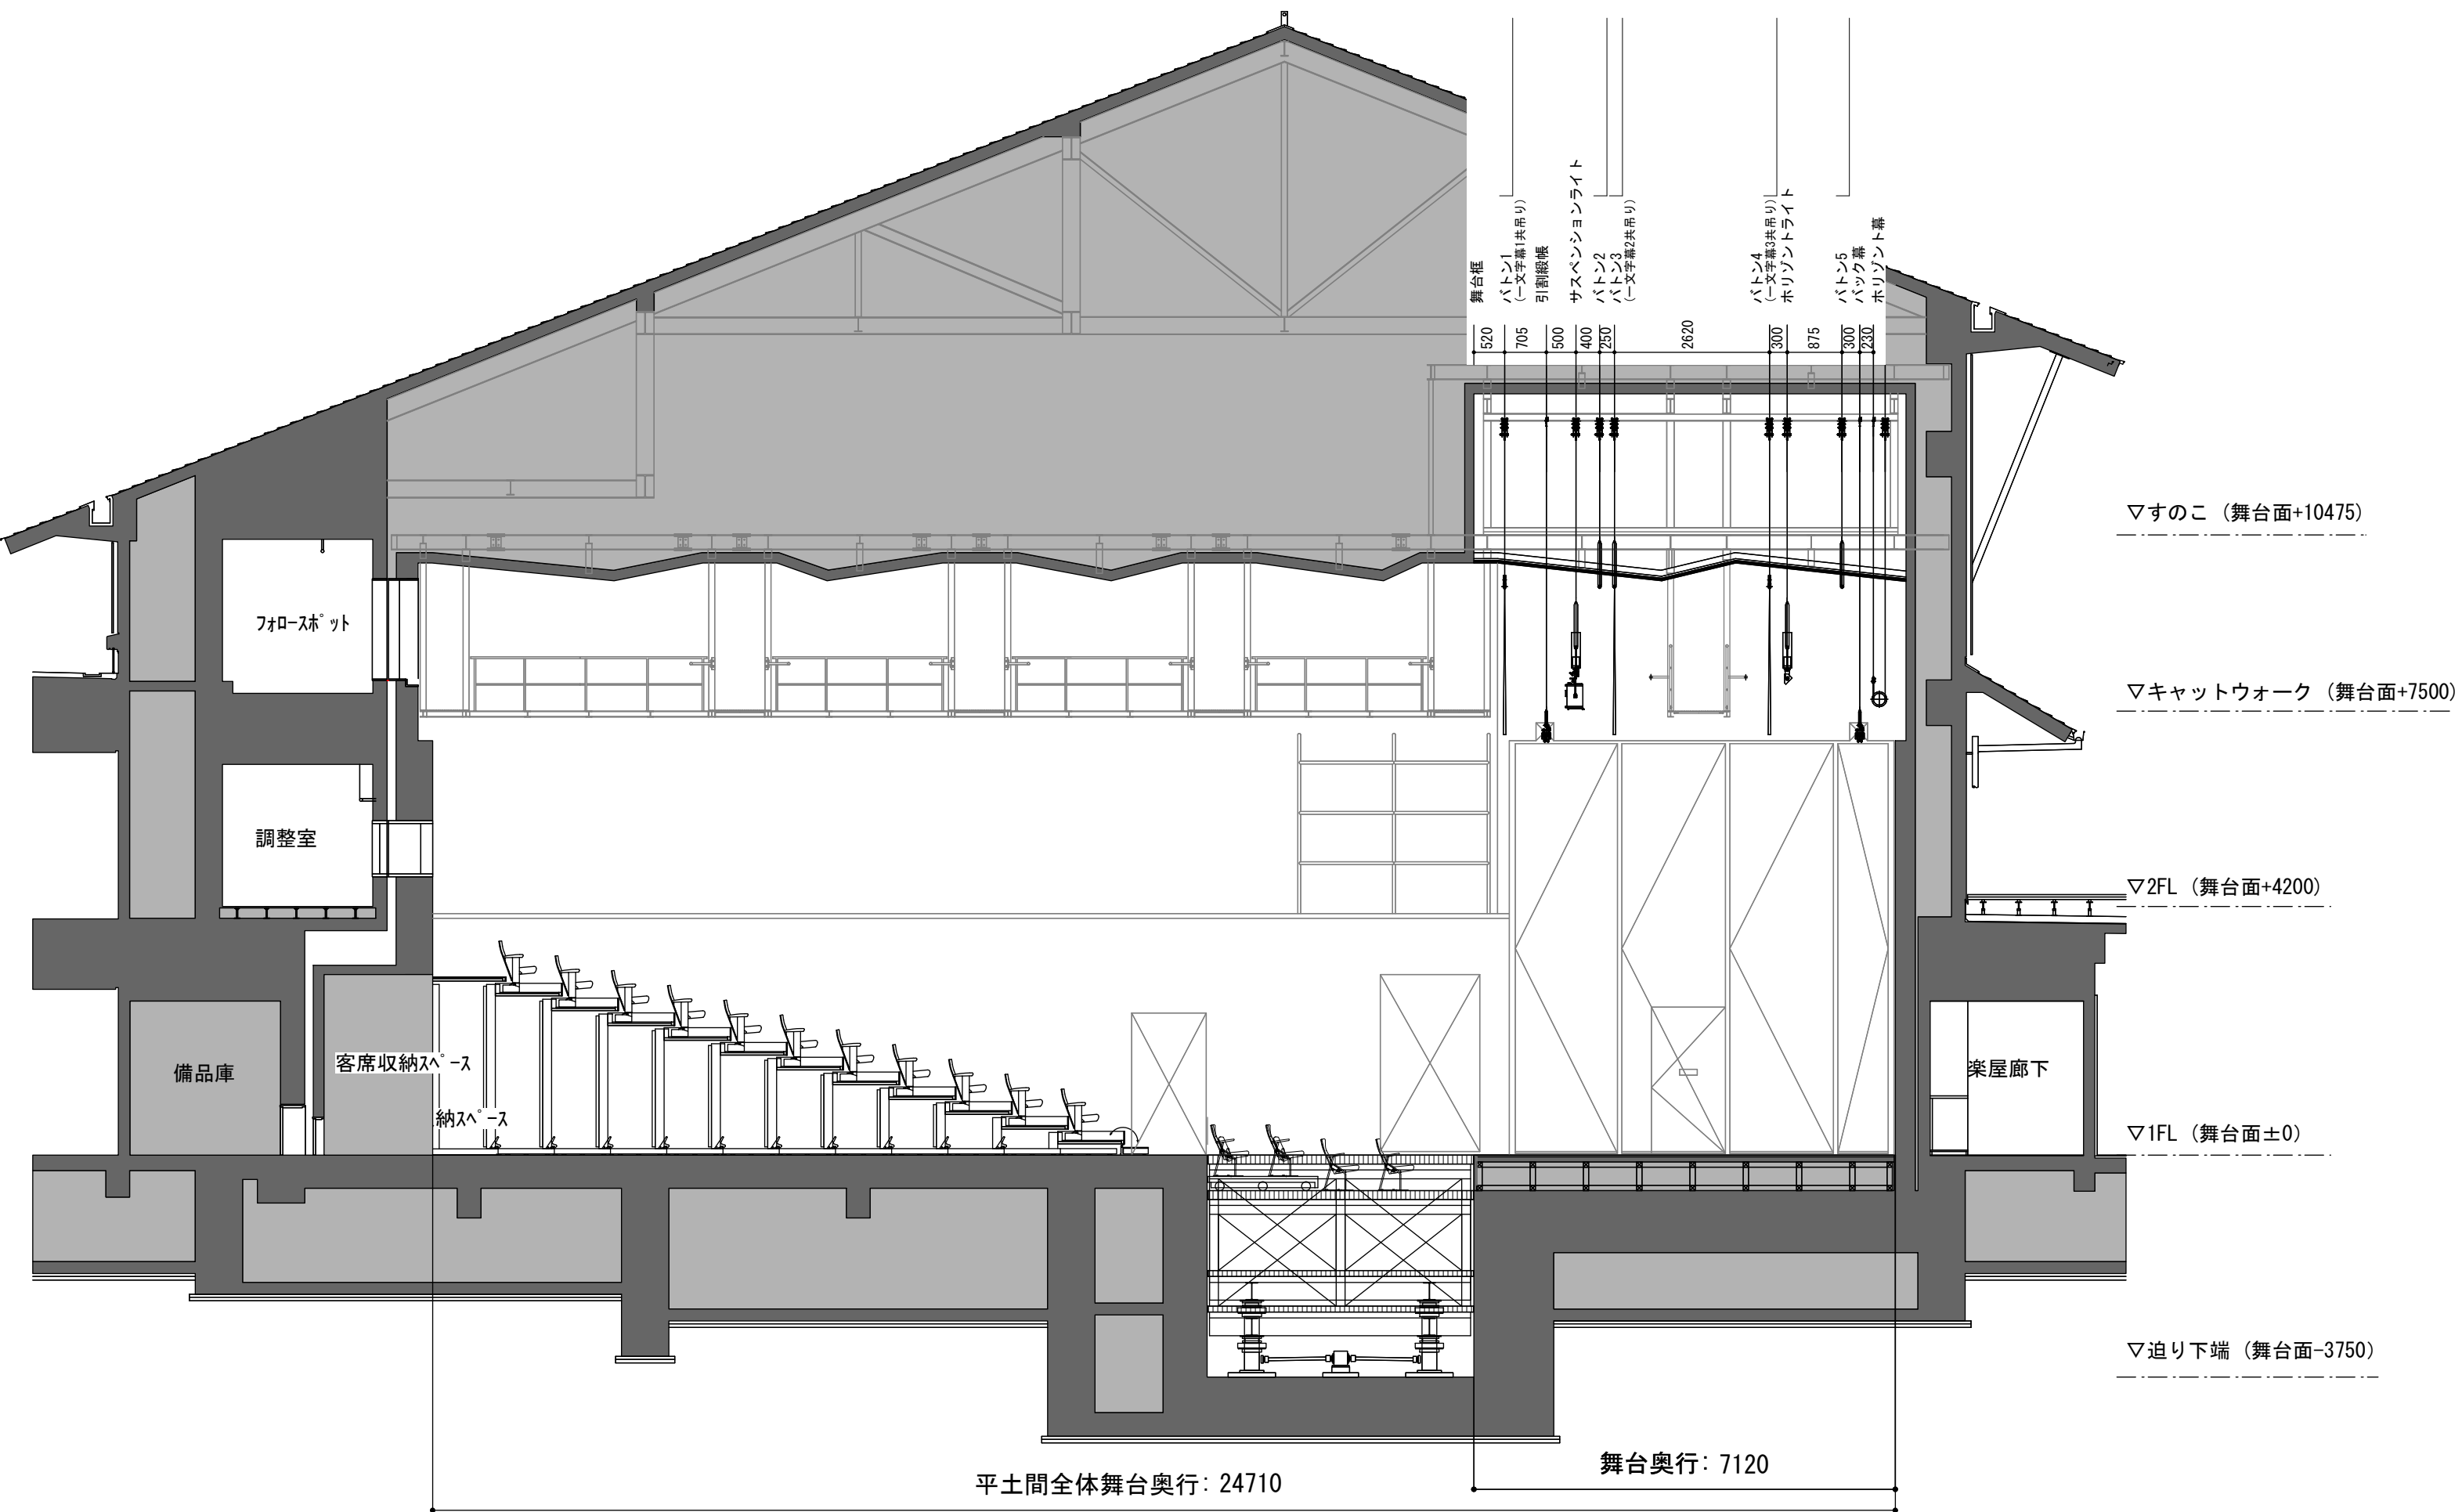 舞台框
バトン1
(一文字幕1共吊り)
引割緞帳
サスペンションライト
バトン2
バトン3
(一文字幕2共吊り)
バトン4
(一文字幕3共吊り)
ホリゾントライト
バトン5
バック幕
ホリゾント幕
520
705
500
400
250
2620
300
875
300
230
▽すのこ (舞台面+10475)
フォロースポット
▽キャットウォーク (舞台面+7500)
調整室
▽2FL (舞台面+4200)
客席収納スペース
備品庫
楽屋廊下
納スペース
▽1FL (舞台面±0)
▽迫り下端 (舞台面-3750)
舞台奥行: 7120
平土間全体舞台奥行: 24710